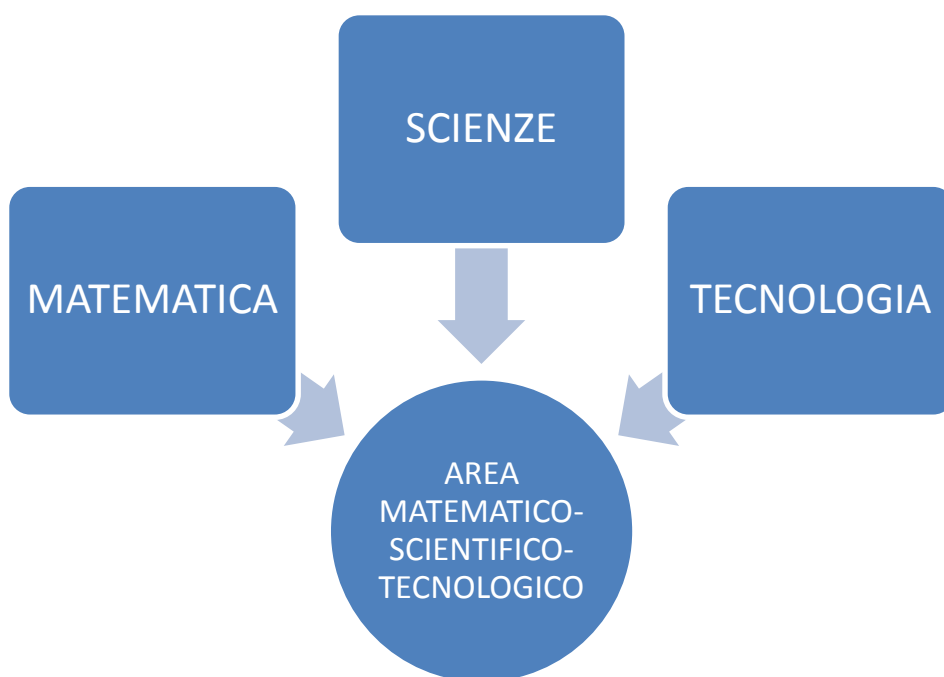 SCIENZE
MATEMATICA
TECNOLOGIA
AREA
MATEMATICO-
SCIENTIFICO-
TECNOLOGICO